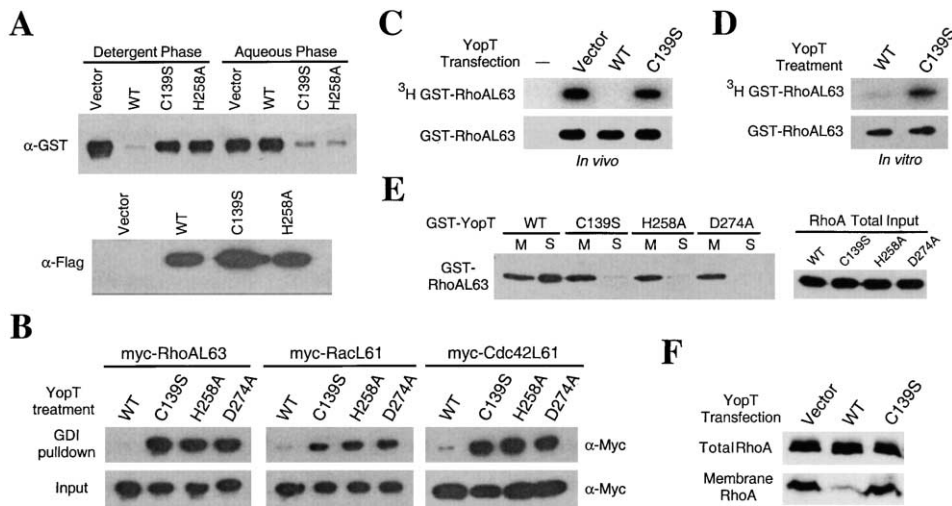 A
Detergent Phase Aqueous Phase
Vector WT C139S H258A Vector WT C139S H258A
α-GST
Vector WT C139S H258A
α-Flag
B
myc-RhoAL63 myc-RacL61 myc-Cdc42L61
YopT treatment
WT C139S H258A D274A WT C139S H258A D274A WT C139S H258A D274A
GDI pulldown
α-Myc
Input
α-Myc
C
YopT
Transfection
— Vector WT C139S
³H GST-RhoAL63
GST-RhoAL63
In vivo
D
YopT
Treatment
WT C139S
³H GST-RhoAL63
GST-RhoAL63
In vitro
E
GST-YopT WT C139S H258A D274A
M S M S M S M S
GST-
RhoAL63
RhoA Total Input
WT C139S H258A D274A
F
YopT
Transfection
Vector WT C139S
Total RhoA
Membrane
RhoA